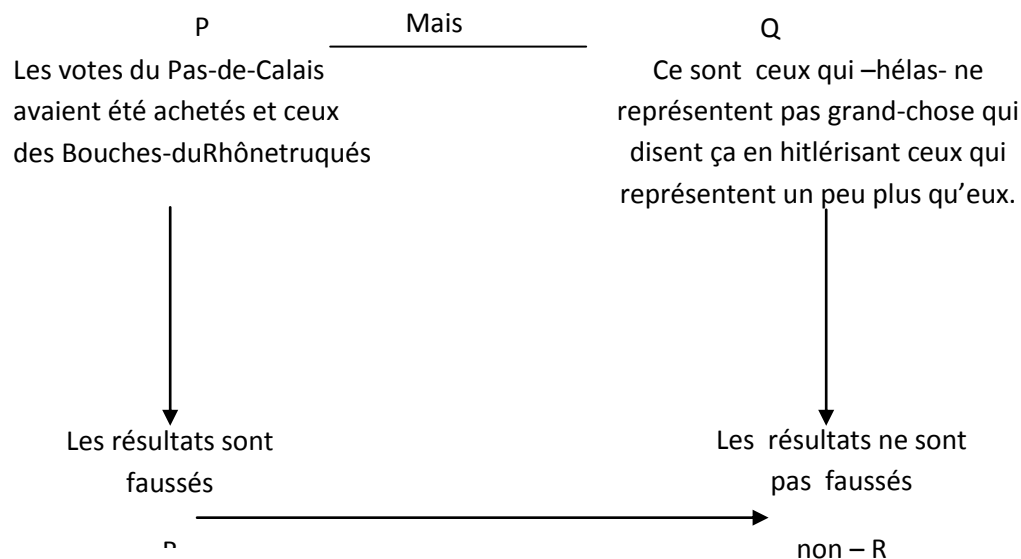 P Mais Q
Les votes du Pas-de-Calais
avaient été achetés et ceux
des Bouches-duRhônetruqués
Ce sont ceux qui –hélas- ne
représentent pas grand-chose qui
disent ça en hitlérisant ceux qui
représentent un peu plus qu’eux.
Les résultats sont
faussés
Les résultats ne sont
pas faussés
non – R